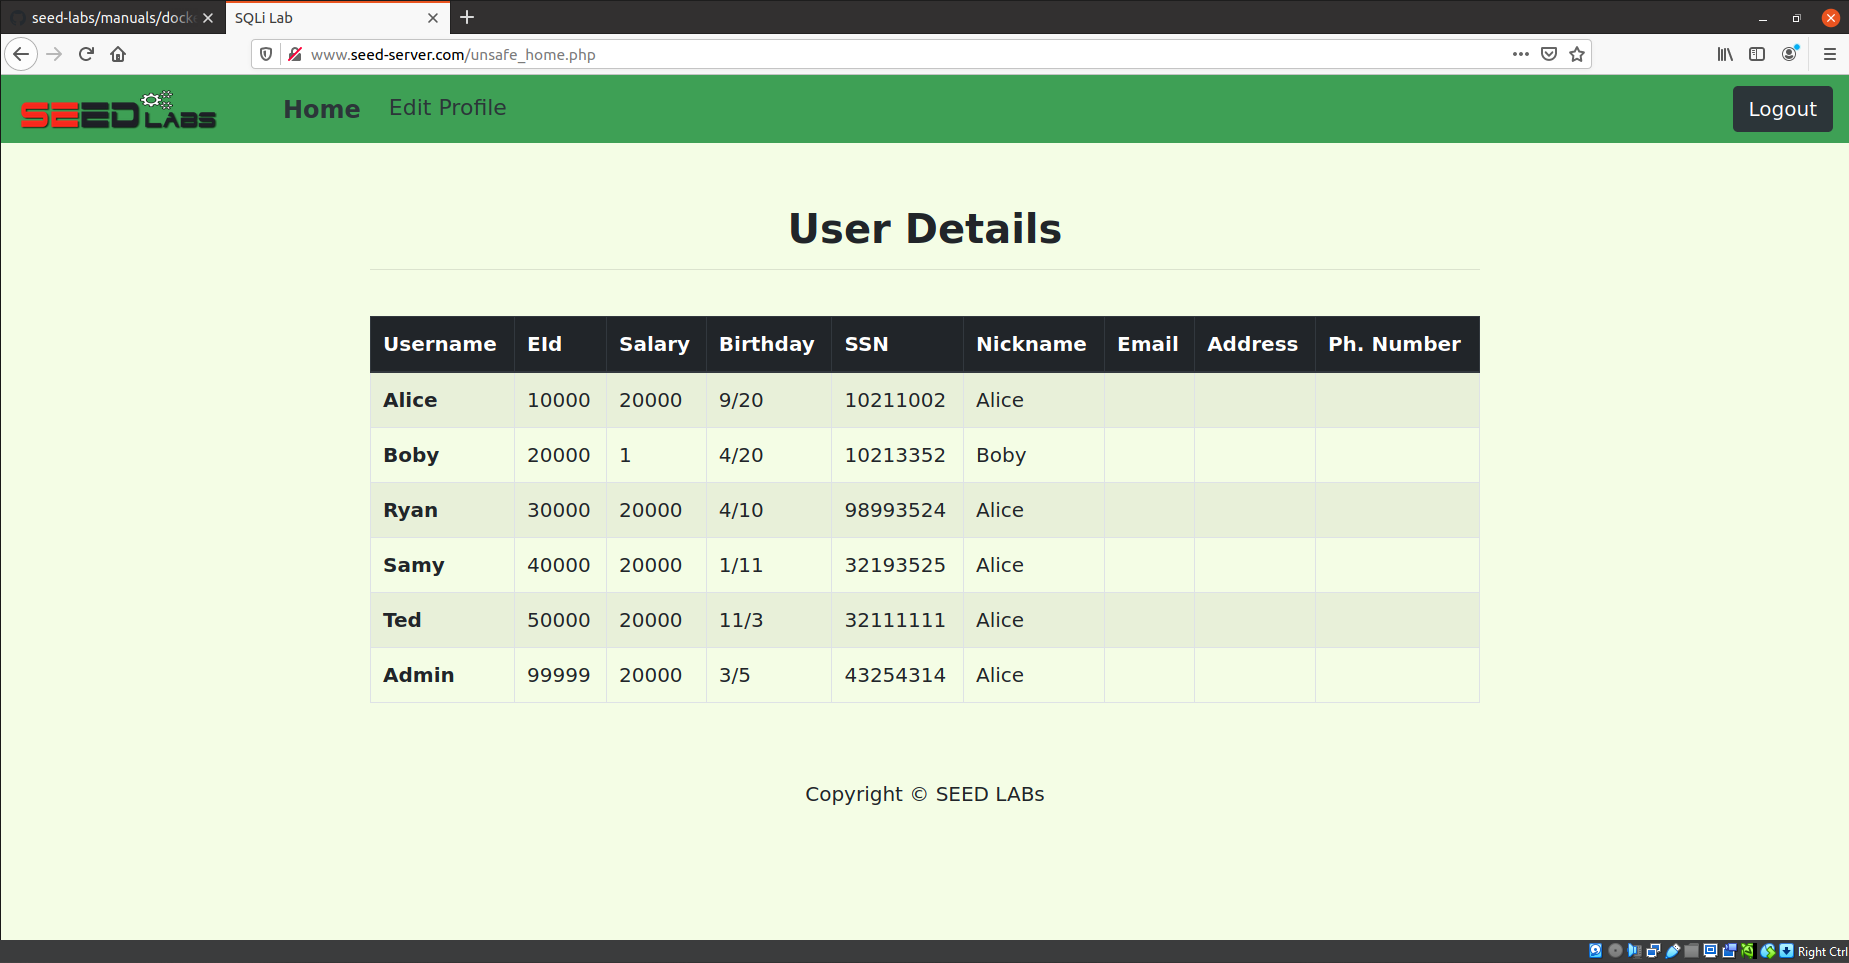 seed-labs/manuals/docke
SQLi Lab
www.seed-server.com/unsafe_home.php
SEED LABS
Home
Edit Profile
Logout
User Details
Username EId Salary Birthday SSN Nickname Email Address Ph. Number
Alice 10000 20000 9/20 10211002 Alice
Boby 20000 1 4/20 10213352 Boby
Ryan 30000 20000 4/10 98993524 Alice
Samy 40000 20000 1/11 32193525 Alice
Ted 50000 20000 11/3 32111111 Alice
Admin 99999 20000 3/5 43254314 Alice
Copyright © SEED LABs
Right Ctrl